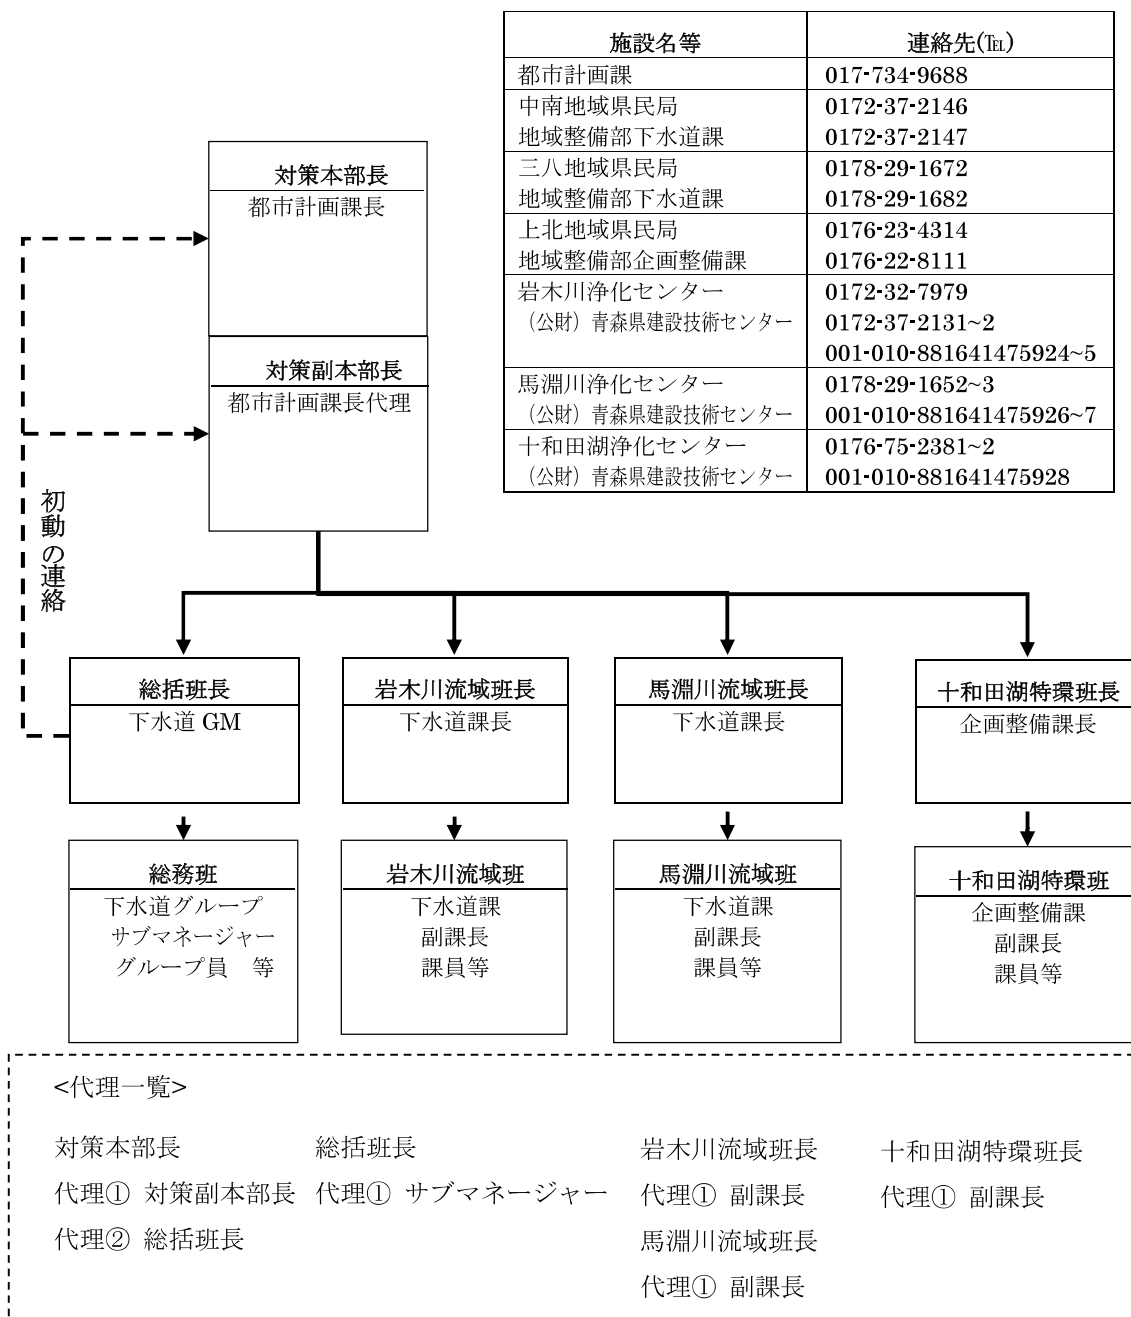 施設名等 連絡先(℡)
都市計画課 017-734-9688
中南地域県民局 0172-37-2146
地域整備部下水道課 0172-37-2147
三八地域県民局 0178-29-1672
地域整備部下水道課 0178-29-1682
上北地域県民局 0176-23-4314
地域整備部企画整備課 0176-22-8111
岩木川浄化センター 0172-32-7979
（公財）青森県建設技術センター 0172-37-2131~2
001-010-881641475924~5
馬淵川浄化センター 0178-29-1652~3
（公財）青森県建設技術センター 001-010-881641475926~7
十和田湖浄化センター 0176-75-2381~2
（公財）青森県建設技術センター 001-010-881641475928
対策本部長
都市計画課長
対策副本部長
都市計画課長代理
初動の連絡
総括班長
下水道 GM
岩木川流域班長
下水道課長
馬淵川流域班長
下水道課長
十和田湖特環班長
企画整備課長
総務班
下水道グループ
サブマネージャー
グループ員　等
岩木川流域班
下水道課
副課長
課員等
馬淵川流域班
下水道課
副課長
課員等
十和田湖特環班
企画整備課
副課長
課員等
<代理一覧>
対策本部長
代理① 対策副本部長
代理② 総括班長
総括班長
代理① サブマネージャー
岩木川流域班長
代理① 副課長
馬淵川流域班長
代理① 副課長
十和田湖特環班長
代理① 副課長